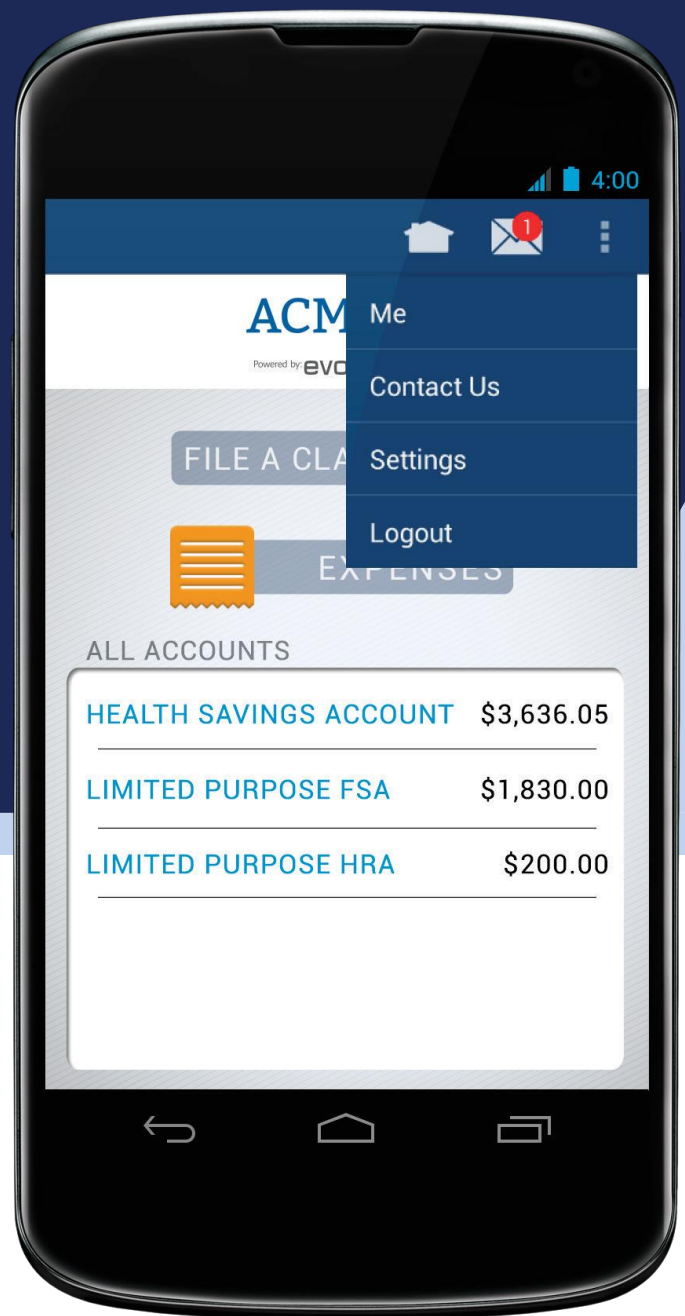 4:00
1
ACM
Powered by: evo
Me
Contact Us
FILE A CLA
Settings
Logout
EXPENSES
ALL ACCOUNTS
HEALTH SAVINGS ACCOUNT $3,636.05
LIMITED PURPOSE FSA $1,830.00
LIMITED PURPOSE HRA $200.00